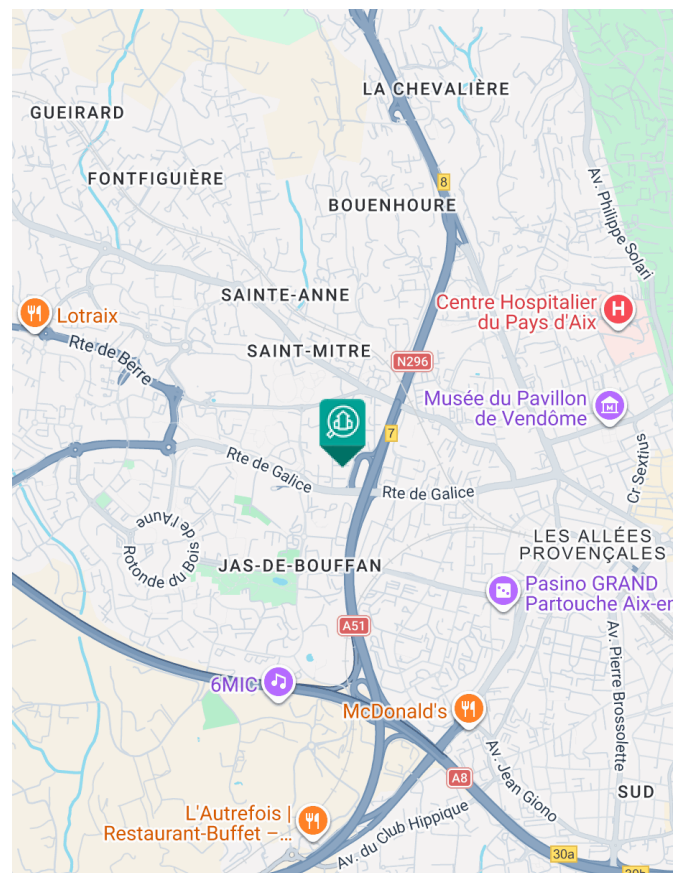 LA CHEVALIÈRE
GUEIRARD
FONTFIGUIÈRE
8
BOUENHOURE
Av. Philippe Solari
SAINTE-ANNE
Centre Hospitalier
du Pays d'Aix
H
Lotraix
Rte de Berre
SAINT-MITRE
N296
Musée du Pavillon
de Vendôme
M
7
Cr Sextius
Rte de Galice
Rte de Galice
Rotonde du Bois de l'Aune
LES ALLÉES
PROVENÇALES
JAS-DE-BOUFFAN
Pasino GRAND
Partouche Aix-en
A51
Av. Pierre Brossolette
6MIC
McDonald's
Av. Jean Giono
A8
SUD
L'Autrefois |
Restaurant-Buffet –...
Av. du Club Hippique
30a
30b